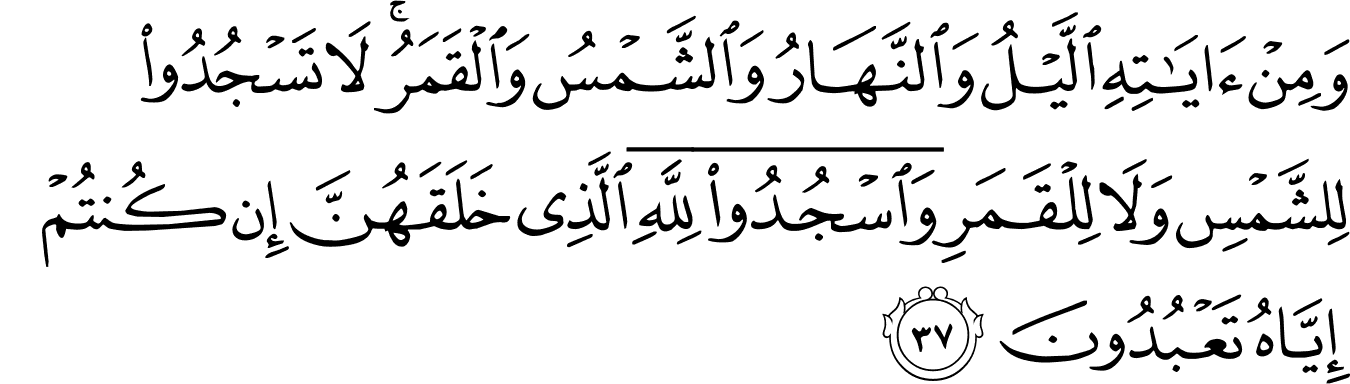 وَمِنْ ءَايَـٰتِهِ ٱلَّيْلُ وَٱلنَّهَارُ وَٱلشَّمْسُ وَٱلْقَمَرُ ۚ لَا تَسْجُدُوا۟
لِلشَّمْسِ وَلَا لِلْقَمَرِ وَٱسْجُدُوا۟ لِلَّهِ ٱلَّذِى خَلَقَهُنَّ إِن كُنتُمْ
إِيَّاهُ تَعْبُدُونَ ٣٧